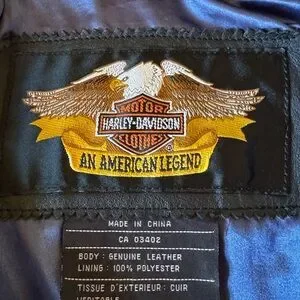 MOTOR
HARLEY-DAVIDSON
CLOTHES
®
AN AMERICAN LEGEND
MADE IN CHINA
CA 03402
BODY: GENUINE LEATHER
LINING: 100% POLYESTER
TISSUE D'EXTERIEUR: CUIR
VERITABLE